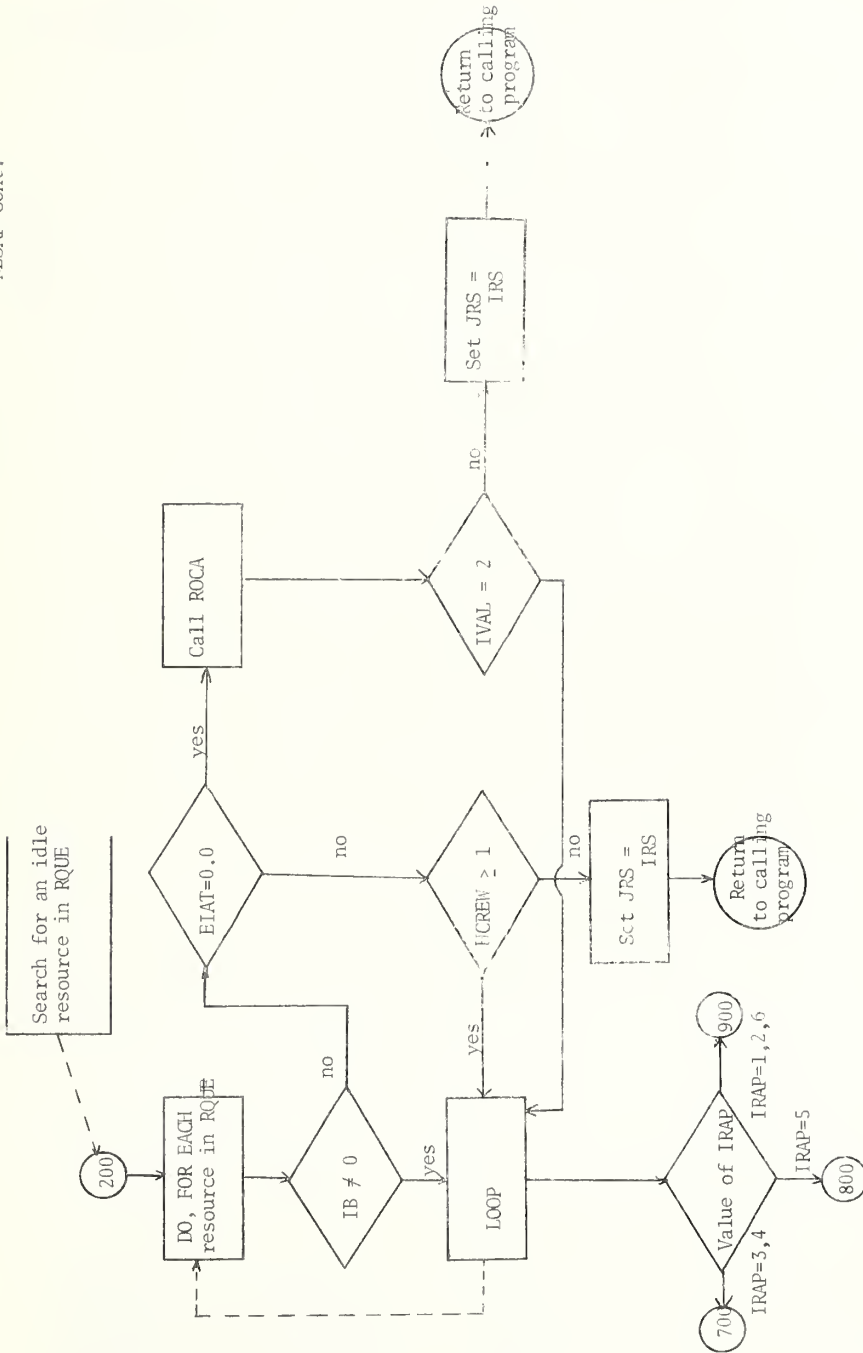 Search for an idle
resource in RQUE
200
DO, FOR EACH
resource in RQUE
IB ≠ 0
no
yes
LOOP
EIAT=0.0
yes
no
Call ROCA
≥ 1
yes
no
Set JRS =
IRS
Return
to calling
program
IVAL = 2
no
Set JRS =
IRS
Return
to calling
program
Value of IRAP
IRAP=3,4
700
IRAP=5
800
IRAP=1,2,6
900